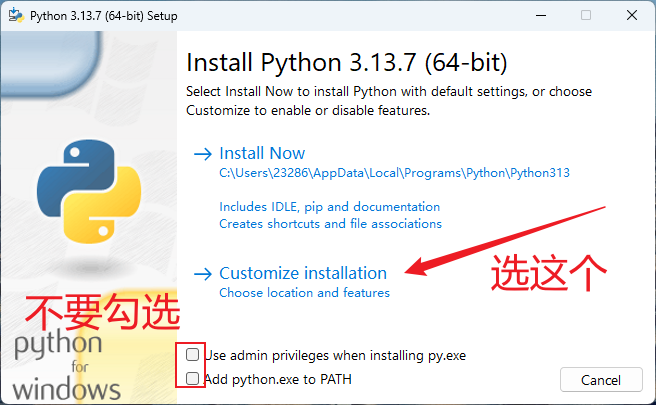 Python 3.13.7 (64-bit) Setup
Install Python 3.13.7 (64-bit)
Select Install Now to install Python with default settings, or choose
Customize to enable or disable features.
Install Now
C:\Users\23286\AppData\Local\Programs\Python\Python313
Includes IDLE, pip and documentation
Creates shortcuts and file associations
Customize installation
Choose location and features
选这个
不要勾选
python
for
windows
Use admin privileges when installing py.exe
Add python.exe to PATH
Cancel